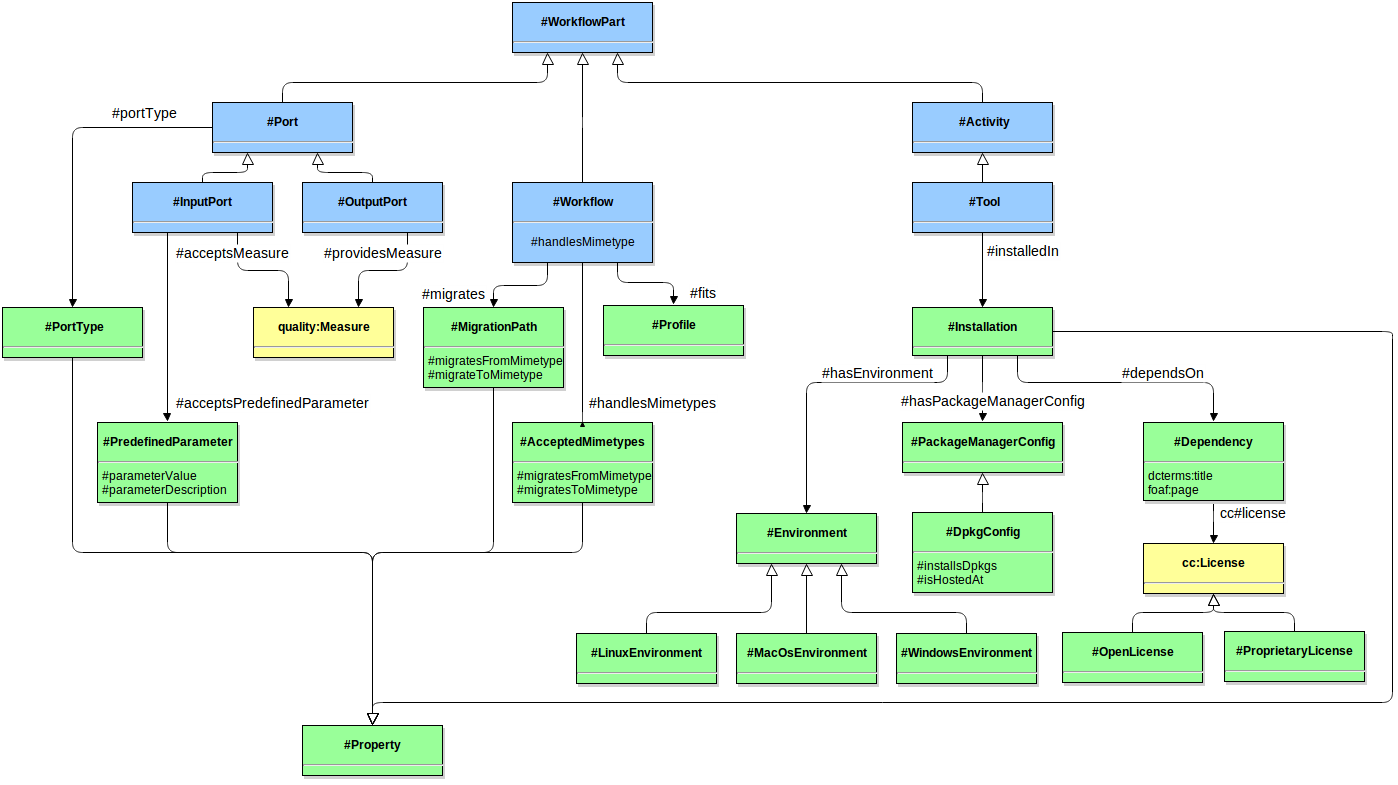 #WorkflowPart
#portType
#Port
#Activity
#InputPort
#OutputPort
#Workflow
#handlesMimetype
#Tool
#acceptsMeasure
#providesMeasure
#installedIn
#migrates
#fits
#PortType
quality:Measure
#MigrationPath
#migratesFromMimetype
#migrateToMimetype
#Profile
#Installation
#hasEnvironment
#dependsOn
#acceptsPredefinedParameter
#handlesMimetypes
#hasPackageManagerConfig
#PredefinedParameter
#parameterValue
#parameterDescription
#AcceptedMimetypes
#migratesFromMimetype
#migratesToMimetype
#PackageManagerConfig
#Dependency
dcterms:title
foaf:page
cc#license
#Environment
#DpkgConfig
#installsDpkgs
#isHostedAt
cc:License
#LinuxEnvironment
#MacOsEnvironment
#WindowsEnvironment
#OpenLicense
#ProprietaryLicense
#Property